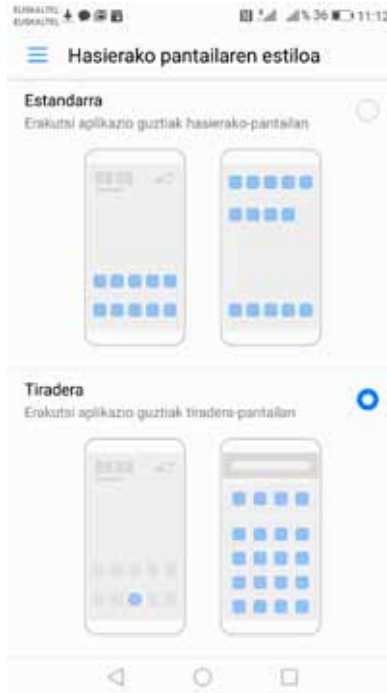 EUSKALTEL
EUSKALTEL
% 36 11:12
Hasierako pantailaren estiloa
Estandarra
Erakutsi aplikazio guztiak hasierako-pantailan
Tiradera
Erakutsi aplikazio guztiak tiradera-pantailan